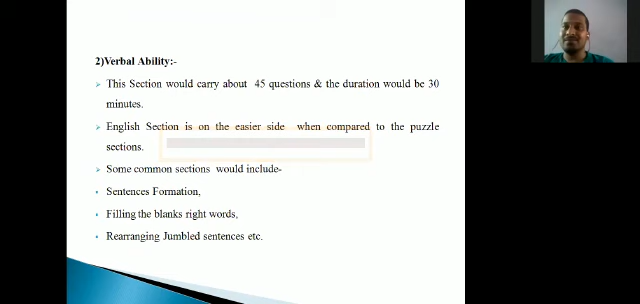 2)Verbal Ability:-
➢ This Section would carry about 45 questions & the duration would be 30
minutes.
➢ English Section is on the easier side when compared to the puzzle
sections.
➢ Some common sections would include-
• Sentences Formation,
• Filling the blanks right words,
• Rearranging Jumbled sentences etc.